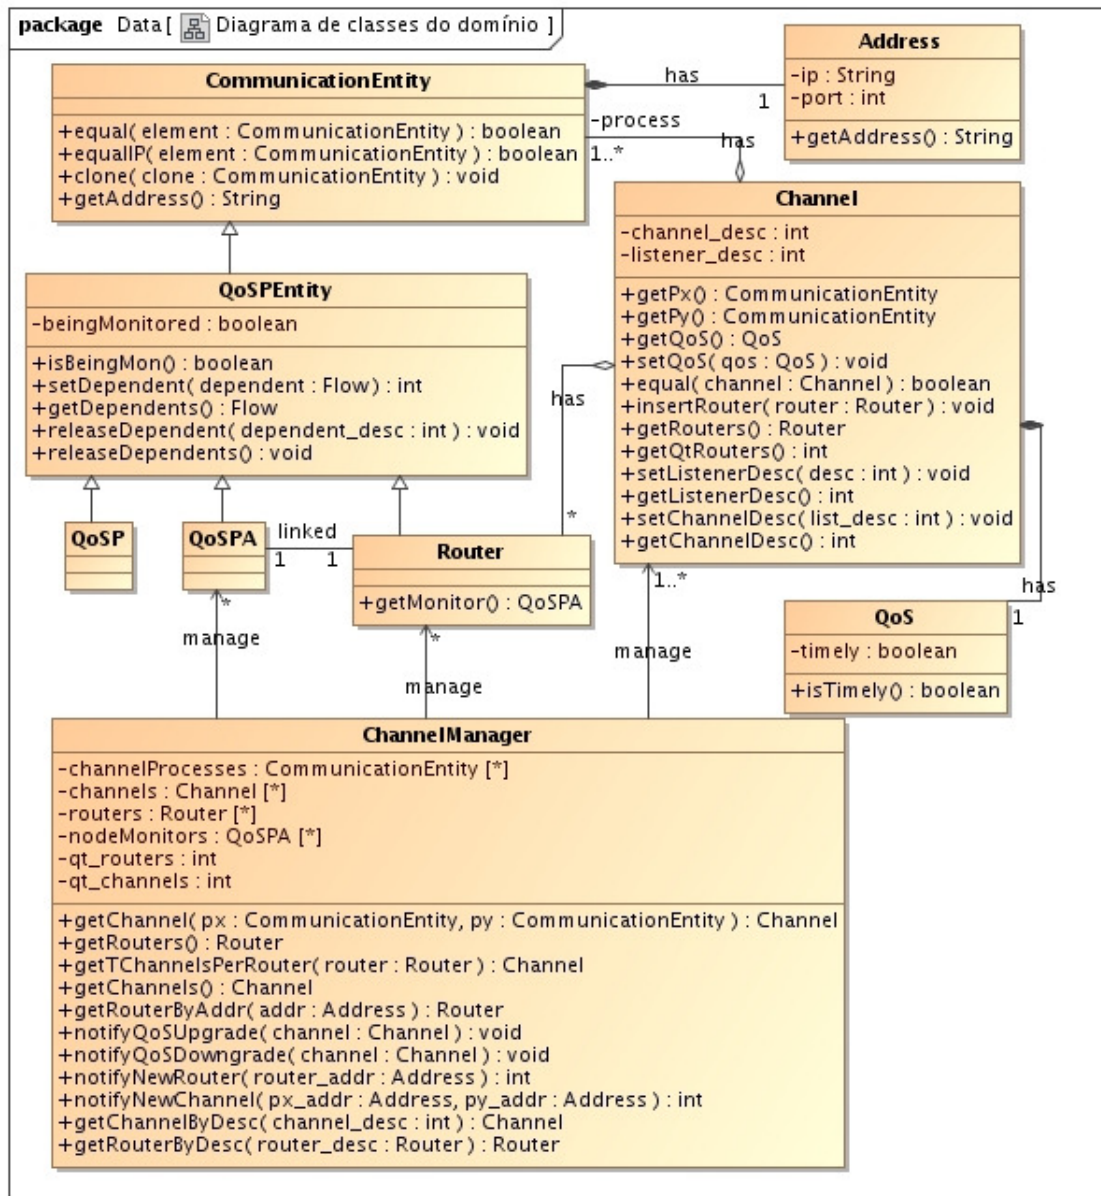 package Data [ Diagrama de classes do domínio ]
CommunicationEntity
+equal( element : CommunicationEntity ) : boolean
+equalIP( element : CommunicationEntity ) : boolean
+clone( clone : CommunicationEntity ) : void
+getAddress() : String
has
1
-process
1..*
has
Address
-ip : String
-port : int
+getAddress() : String
Channel
-channel_desc : int
-listener_desc : int
+getPx() : CommunicationEntity
+getPy() : CommunicationEntity
+getQoS() : QoS
+setQoS( qos : QoS ) : void
+equal( channel : Channel ) : boolean
+insertRouter( router : Router ) : void
+getRouters() : Router
+getQtRouters() : int
+setListenerDesc( desc : int ) : void
+getListenerDesc() : int
+setChannelDesc( list_desc : int ) : void
+getChannelDesc() : int
QoSPEntity
-beingMonitored : boolean
+isBeingMon() : boolean
+setDependent( dependent : Flow ) : int
+getDependents() : Flow
+releaseDependent( dependent_desc : int ) : void
+releaseDependents() : void
has
*
QoSP
QoSPA
linked
1
1
Router
+getMonitor() : QoSPA
1..*
has
1
QoS
-timely : boolean
+isTimely() : boolean
*
manage
*
manage
manage
ChannelManager
-channelProcesses : CommunicationEntity [*]
-channels : Channel [*]
-routers : Router [*]
-nodeMonitors : QoSPA [*]
-qt_routers : int
-qt_channels : int
+getChannel( px : CommunicationEntity, py : CommunicationEntity ) : Channel
+getRouters() : Router
+getTChannelsPerRouter( router : Router ) : Channel
+getChannels() : Channel
+getRouterByAddr( addr : Address ) : Router
+notifyQoSUpgrade( channel : Channel ) : void
+notifyQoSDowngrade( channel : Channel ) : void
+notifyNewRouter( router_addr : Address ) : int
+notifyNewChannel( px_addr : Address, py_addr : Address ) : int
+getChannelByDesc( channel_desc : int ) : Channel
+getRouterByDesc( router_desc : Router ) : Router